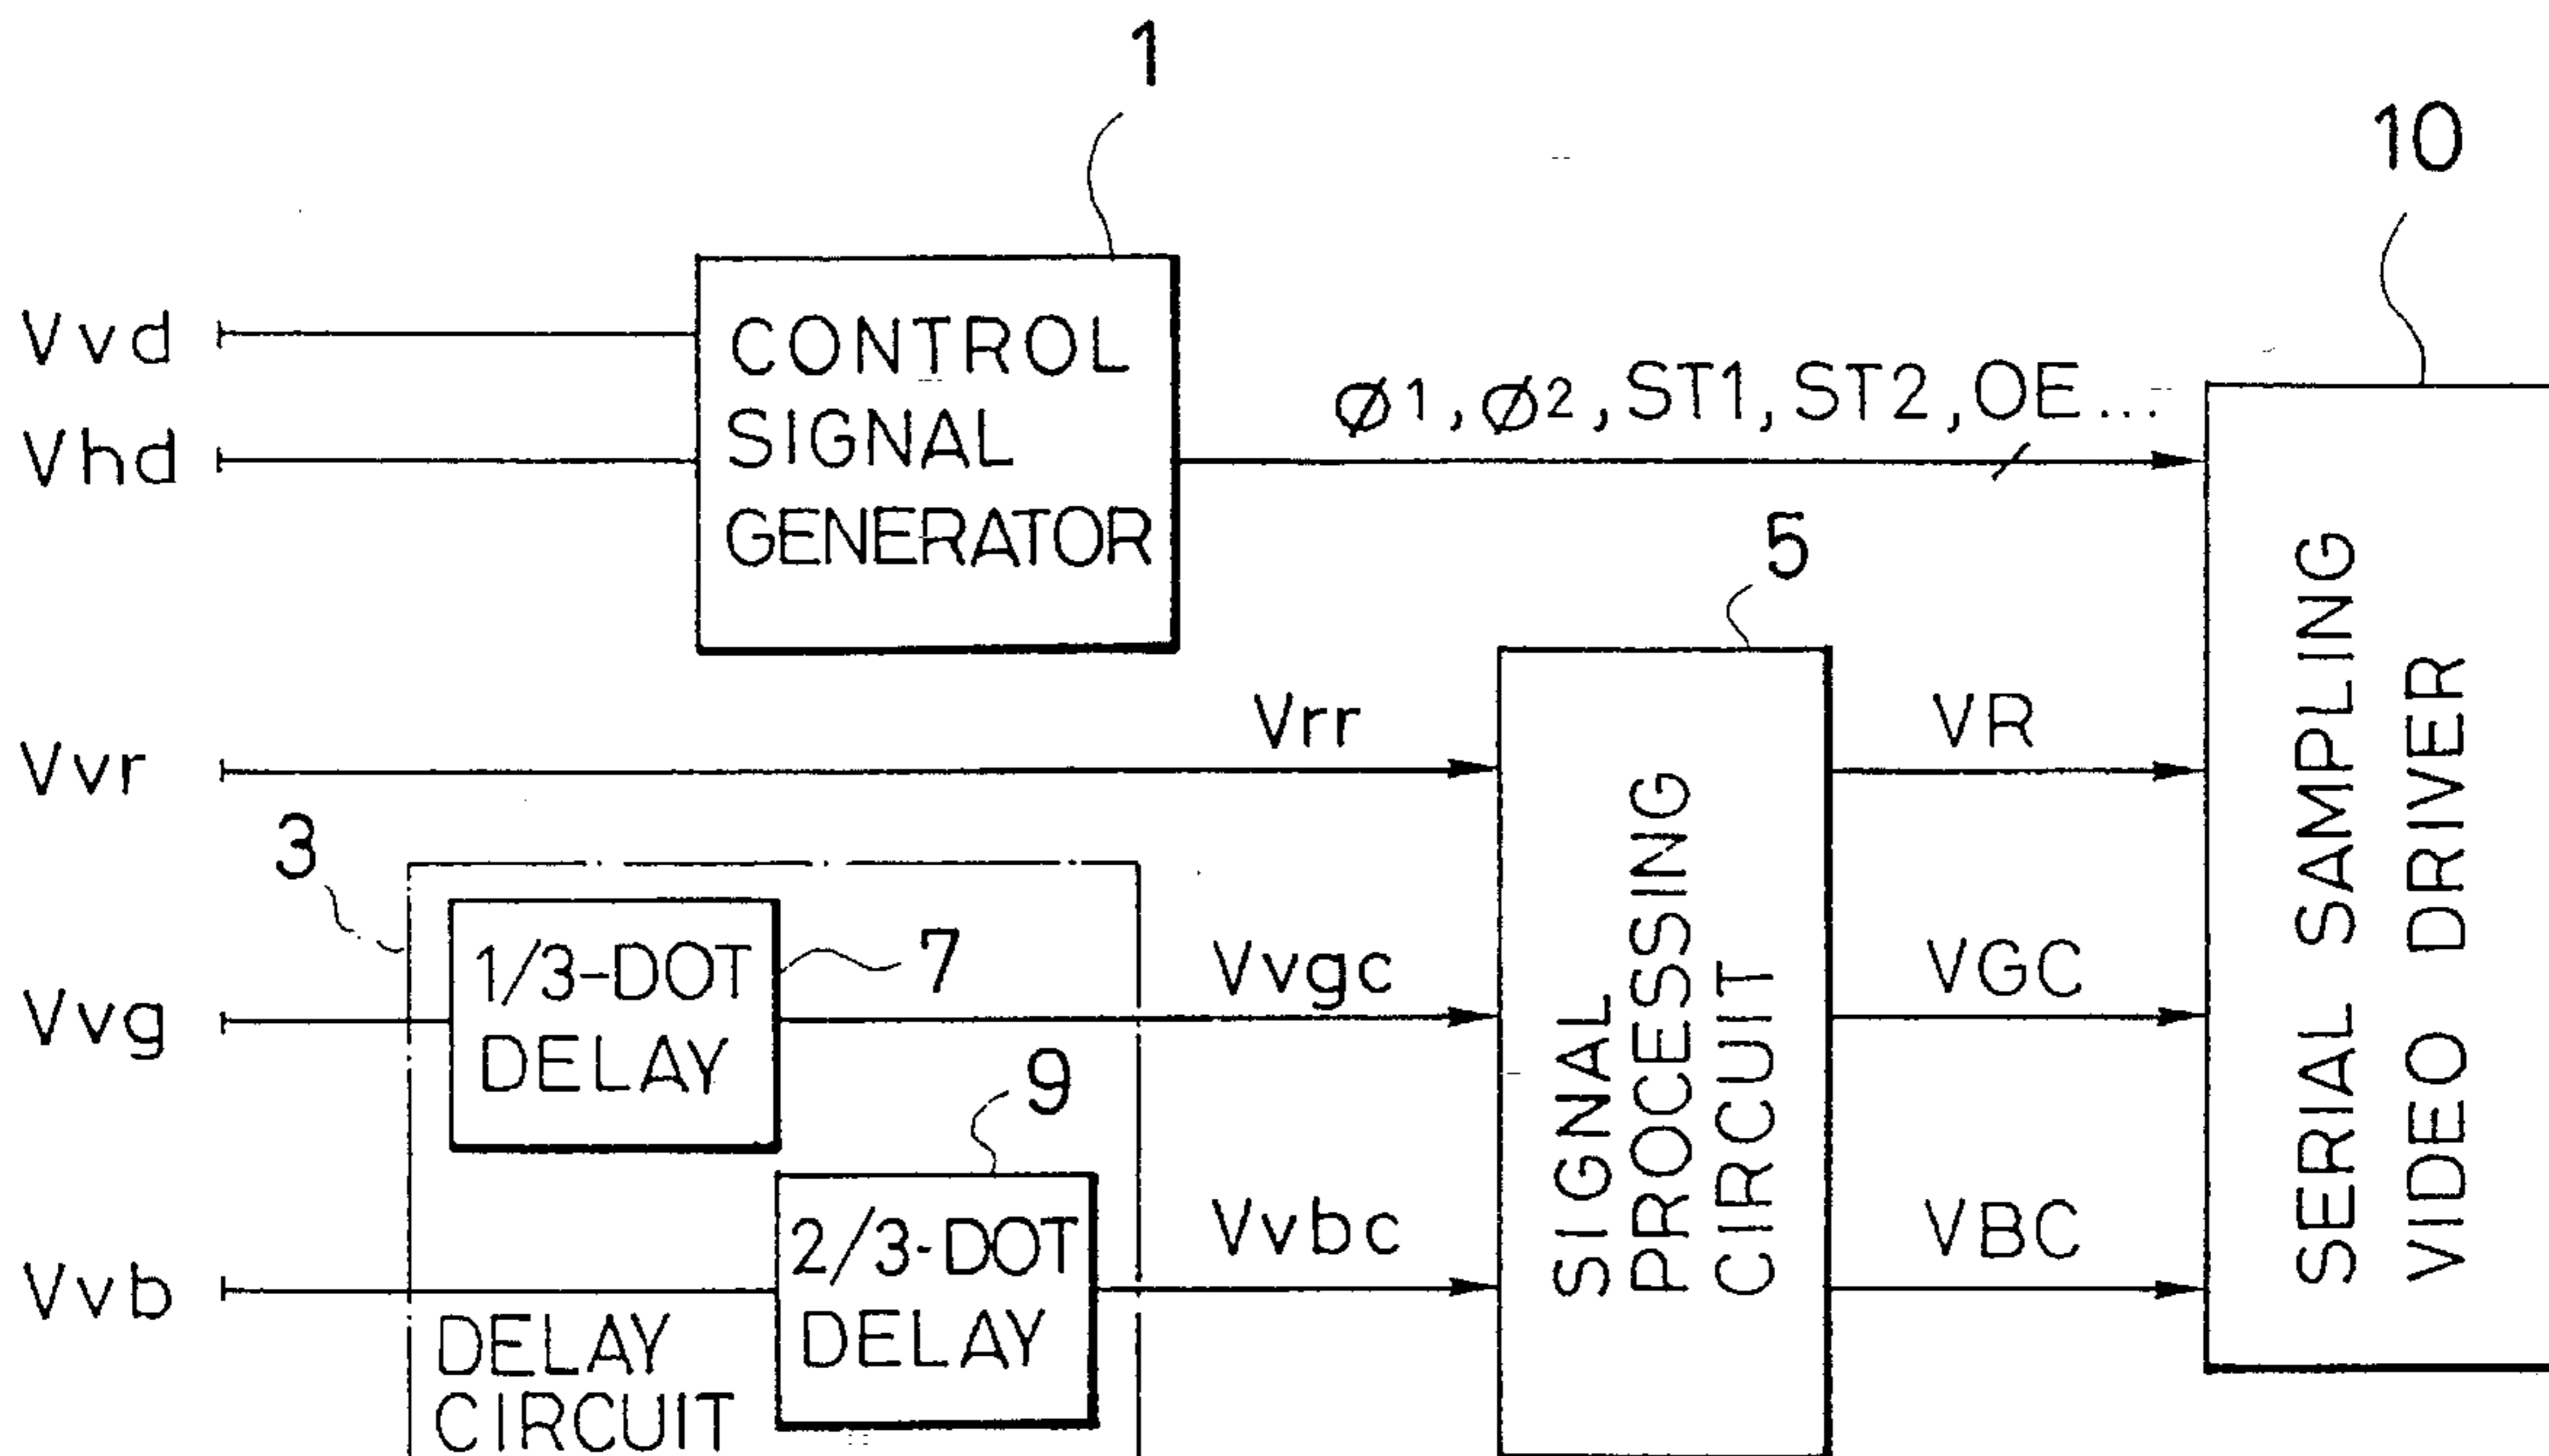 1
10
Vvd
CONTROL
SIGNAL
GENERATOR
Vhd
ø1, ø2, ST1, ST2, OE...
5
Vvr
Vrr
VR
3
1/3-DOT
DELAY
7
Vvg
Vvgc
VGC
9
2/3-DOT
DELAY
Vvb
Vvbc
VBC
DELAY
CIRCUIT
SIGNAL
PROCESSING
CIRCUIT
SERIAL SAMPLING
VIDEO DRIVER